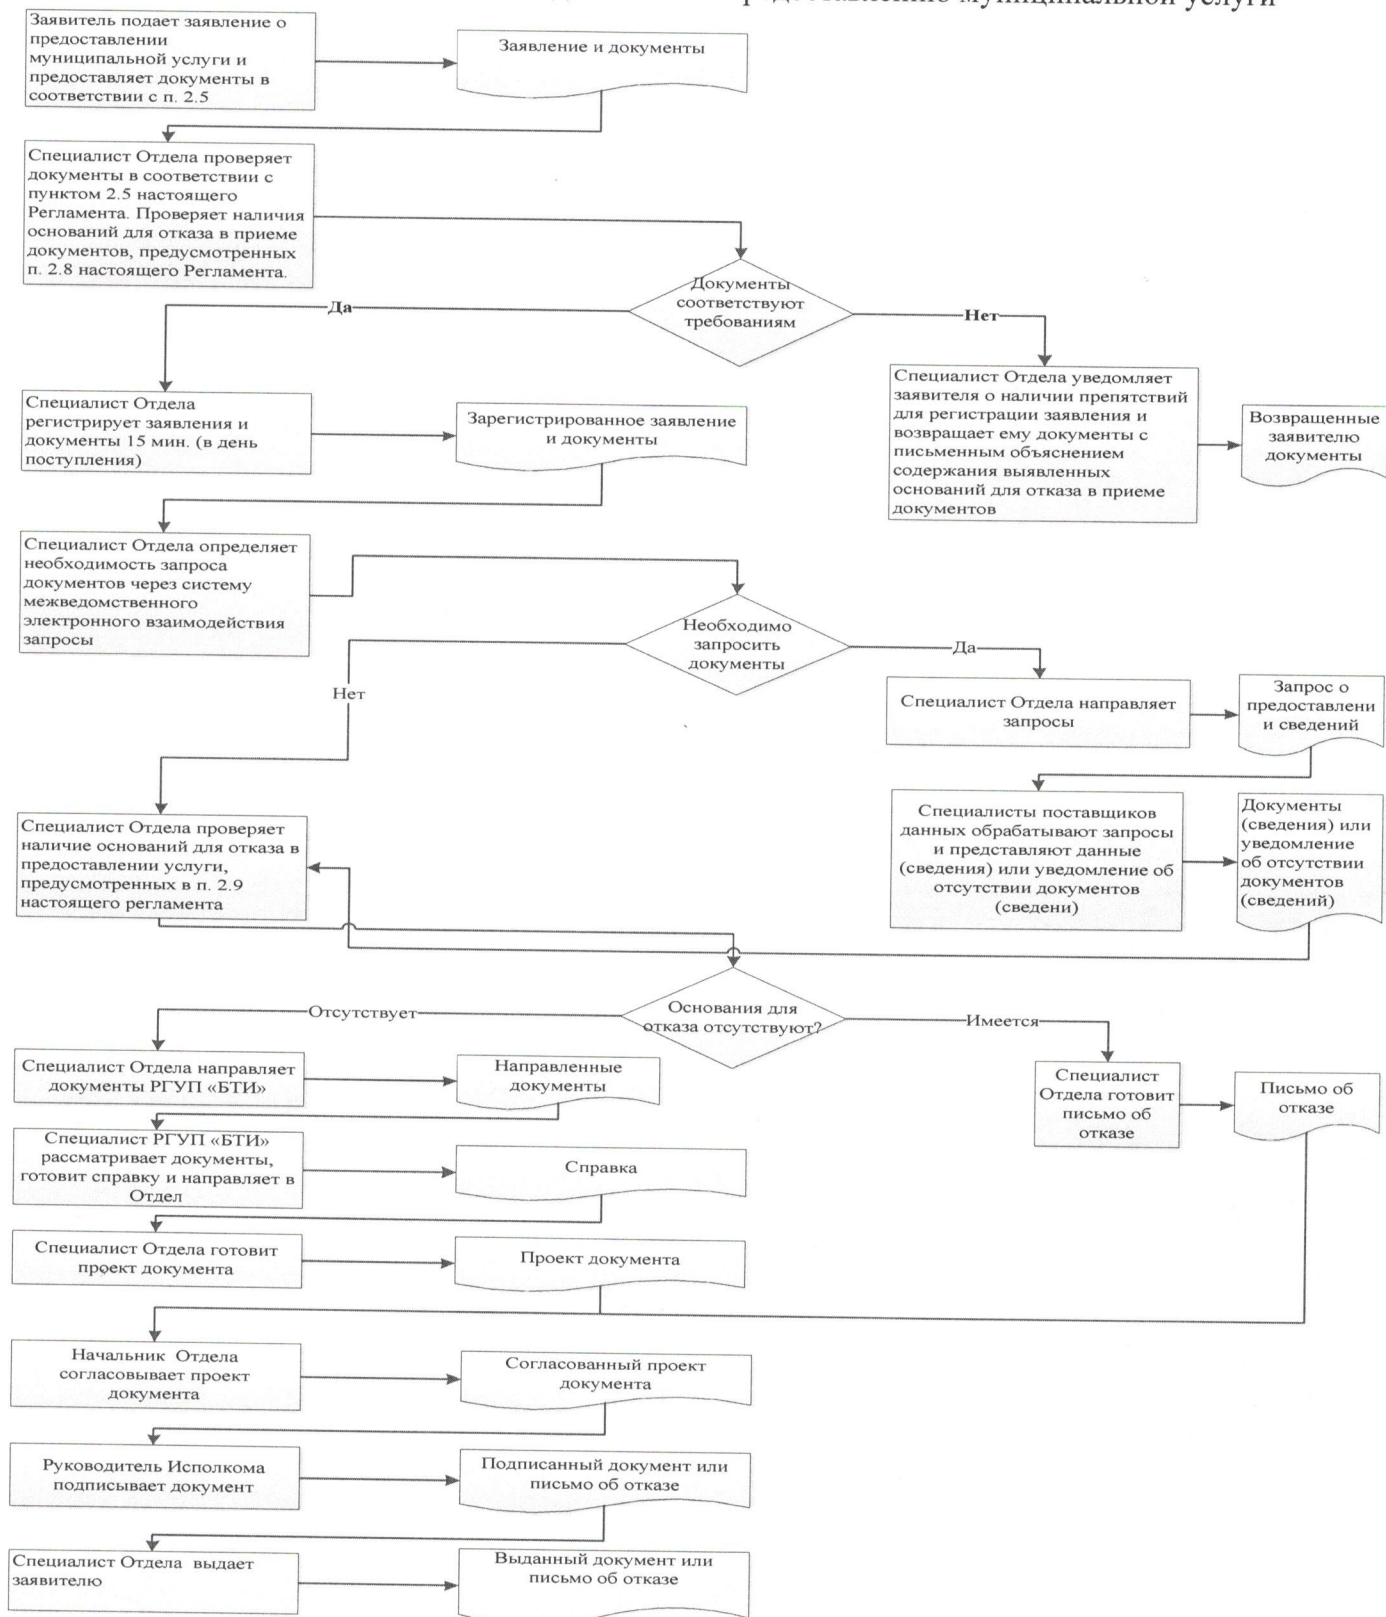 предоставлению муниципальной услуги
Заявитель подает заявление о
предоставлении
муниципальной услуги и
предоставляет документы в
соответствии с п. 2.5
Заявление и документы
Специалист Отдела проверяет
документы в соответствии с
пунктом 2.5 настоящего
Регламента. Проверяет наличия
оснований для отказа в приеме
документов, предусмотренных
п. 2.8 настоящего Регламента.
Документы
соответствуют
требованиям
Да
Нет
Специалист Отдела
регистрирует заявления и
документы 15 мин. (в день
поступления)
Зарегистрированное заявление
и документы
Специалист Отдела уведомляет
заявителя о наличии препятствий
для регистрации заявления и
возвращает ему документы с
письменным объяснением
содержания выявленных
оснований для отказа в приеме
документов
Возвращенные
заявителю
документы
Специалист Отдела определяет
необходимость запроса
документов через систему
межведомственного
электронного взаимодействия
запросы
Необходимо
запросить
документы
Да
Нет
Специалист Отдела направляет
запросы
Запрос о
предоставлени
и сведений
Специалисты поставщиков
данных обрабатывают запросы
и представляют данные
(сведения) или уведомление об
отсутствии документов
(сведени)
Документы
(сведения) или
уведомление
об отсутствии
документов
(сведений)
Специалист Отдела проверяет
наличие оснований для отказа в
предоставлении услуги,
предусмотренных в п. 2.9
настоящего регламента
Основания для
отказа отсутствуют?
Отсутствует
Имеется
Специалист Отдела направляет
документы РГУП «БТИ»
Направленные
документы
Специалист
Отдела готовит
письмо об
отказе
Письмо об
отказе
Специалист РГУП «БТИ»
рассматривает документы,
готовит справку и направляет в
Отдел
Справка
Специалист Отдела готовит
проект документа
Проект документа
Начальник Отдела
согласовывает проект
документа
Согласованный проект
документа
Руководитель Исполкома
подписывает документ
Подписанный документ или
письмо об отказе
Специалист Отдела выдает
заявителю
Выданный документ или
письмо об отказе